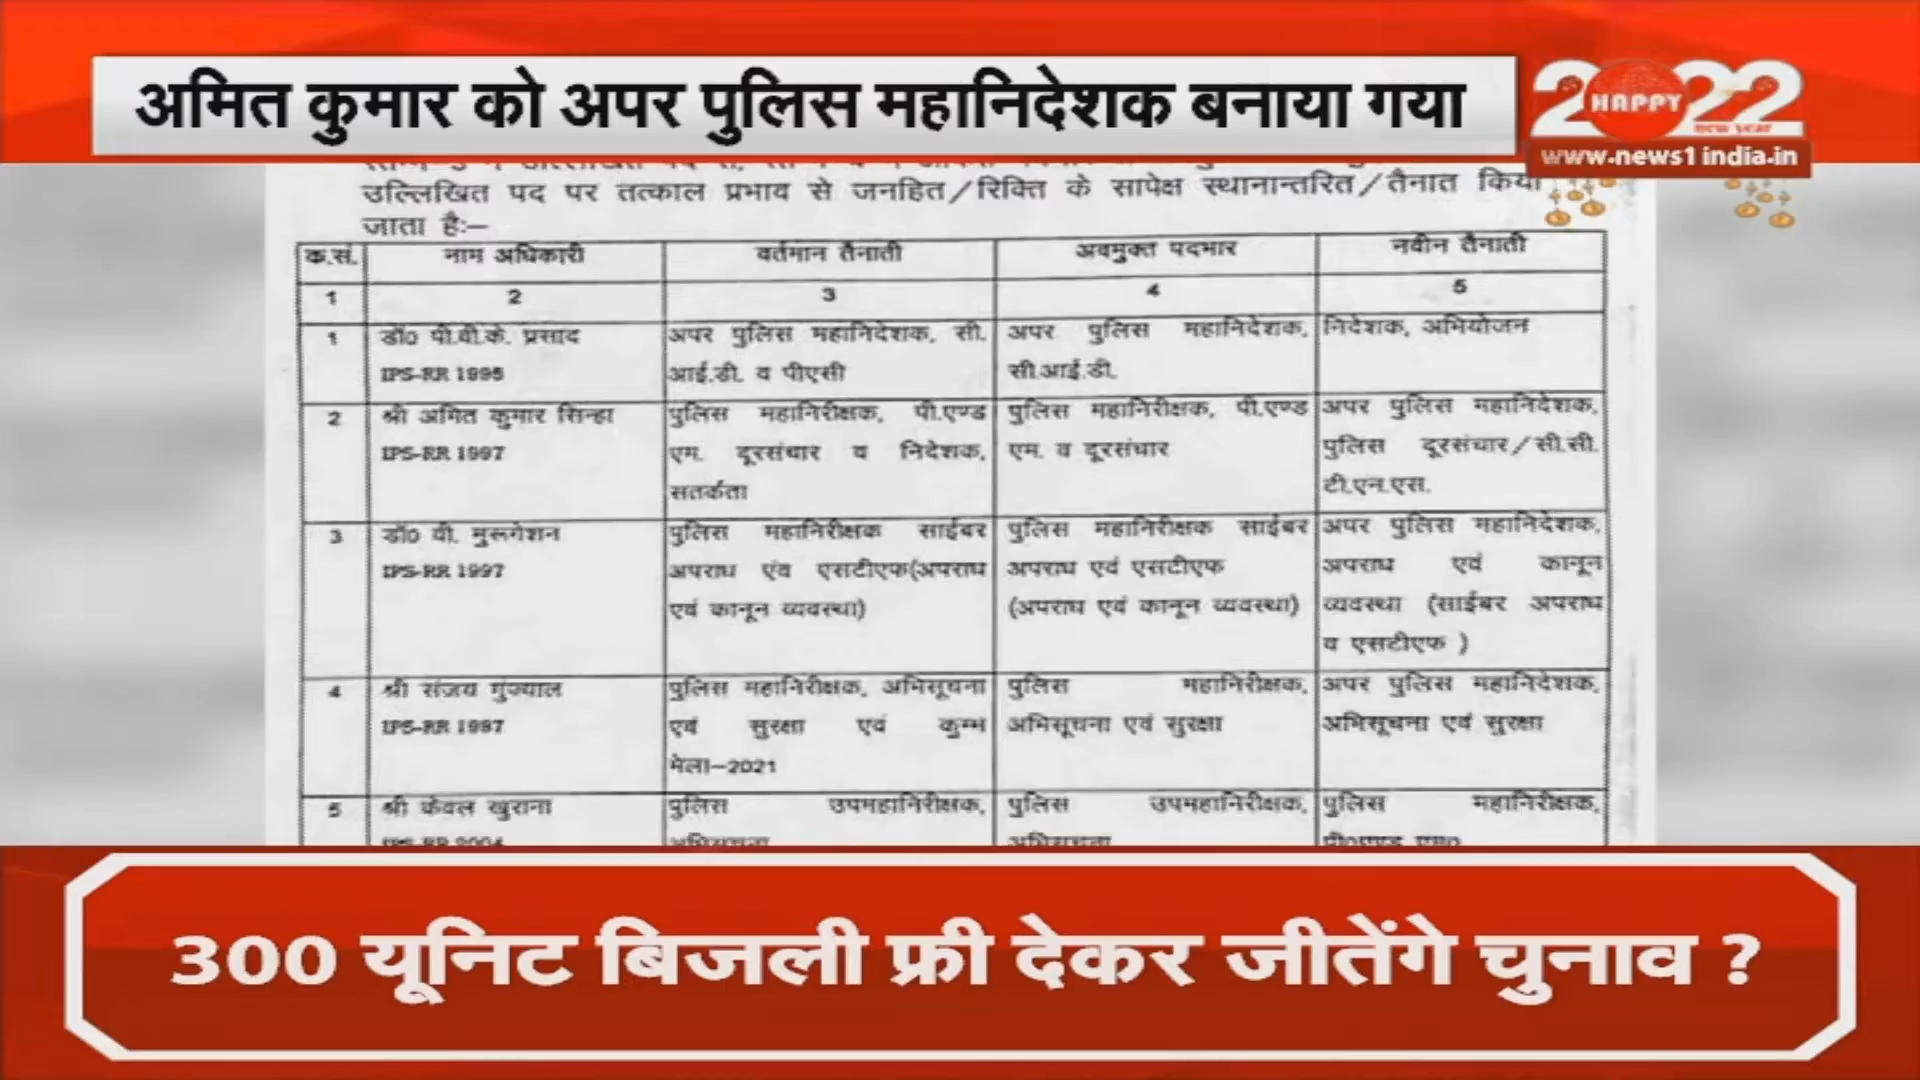 अमित कुमार को अपर पुलिस महानिदेशक बनाया गया
2022
HAPPY
NEW YEAR
www.news1india.in
उल्लिखित पद पर तत्काल प्रभाव से जनहित/रिक्ति के सापेक्ष स्थानान्तरित/तैनात किया
जाता है:-
क.सं. नाम अधिकारी वर्तमान तैनाती अवमुक्त पदभार नवीन तैनाती
1 2 3 4 5
1 डॉ0 पी.वी.के. प्रसाद अपर पुलिस महानिदेशक, सी. अपर पुलिस महानिदेशक, निदेशक, अभियोजन
IPS-RR 1995 आई.डी. व पीएसी सी.आई.डी.
2 श्री अमित कुमार सिन्हा पुलिस महानिरीक्षक, पी.एण्ड पुलिस महानिरीक्षक, पी.एण्ड अपर पुलिस महानिदेशक,
IPS-RR 1997 एम. दूरसंचार व निदेशक, एम. व दूरसंचार पुलिस दूरसंचार/सी.सी.
सतर्कता टी.एन.एस.
3 डॉ0 वी. मुरूगेशन पुलिस महानिरीक्षक साईबर पुलिस महानिरीक्षक साईबर अपर पुलिस महानिदेशक,
IPS-RR 1997 अपराध एंव एसटीएफ(अपराध अपराध एवं एसटीएफ अपराध एवं कानून
एवं कानून व्यवस्था) (अपराध एवं कानून व्यवस्था) व्यवस्था (साईबर अपराध
व एसटीएफ )
4 श्री संजय गुंज्याल पुलिस महानिरीक्षक, अभिसूचना पुलिस महानिरीक्षक, अपर पुलिस महानिदेशक,
IPS-RR 1997 एवं सुरक्षा एवं कुम्भ अभिसूचना एवं सुरक्षा अभिसूचना एवं सुरक्षा
मेला-2021
5 श्री केवल खुराना पुलिस उपमहानिरीक्षक, पुलिस उपमहानिरीक्षक, पुलिस महानिरीक्षक,
300 यूनिट बिजली फ्री देकर जीतेंगे चुनाव ?